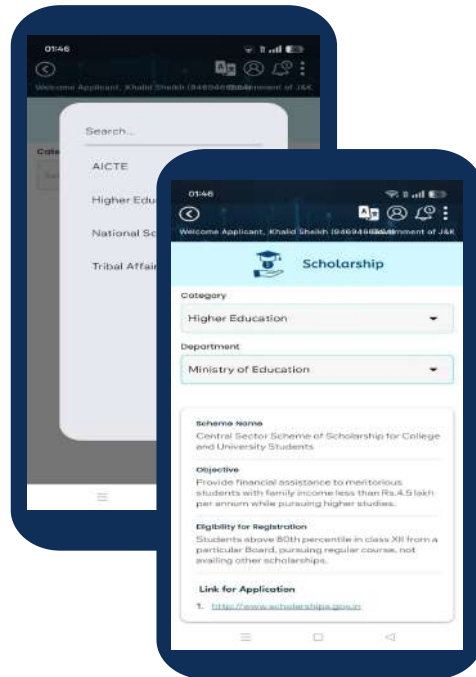 01:46
Welcome Applicant, Khalid Sheikh
of J&K
Search...
AICTE
Higher Edu
National Sc
Tribal Affair
01:46
Welcome Applicant, Khalid Sheikh
of J&K
Scholarship
Category
Higher Education
Department
Ministry of Education
Scheme Name
Central Sector Scheme of Scholarship for College
and University Students
Objective
Provide financial assistance to meritorious
students with family income less than Rs.4.5 lakh
per annum while pursuing higher studies.
Eligibility for Registration
Students above 80th percentile in class XII from a
particular Board, pursuing regular course, not
availing other scholarships.
Link for Application
1. http://www.scholarships.gov.in